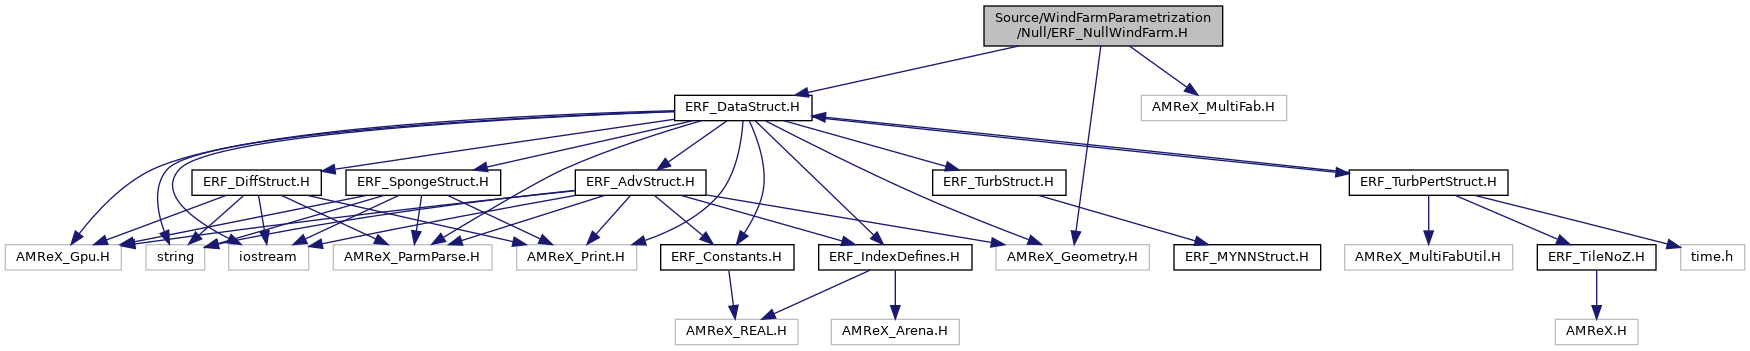 Source/WindFarmParametrization
/Null/ERF_NullWindFarm.H
ERF_DataStruct.H
AMReX_MultiFab.H
ERF_DiffStruct.H
ERF_SpongeStruct.H
ERF_AdvStruct.H
ERF_TurbStruct.H
ERF_TurbPertStruct.H
AMReX_Gpu.H
string
iostream
AMReX_ParmParse.H
AMReX_Print.H
ERF_Constants.H
ERF_IndexDefines.H
AMReX_Geometry.H
ERF_MYNNStruct.H
AMReX_MultiFabUtil.H
ERF_TileNoZ.H
time.h
AMReX_REAL.H
AMReX_Arena.H
AMReX.H